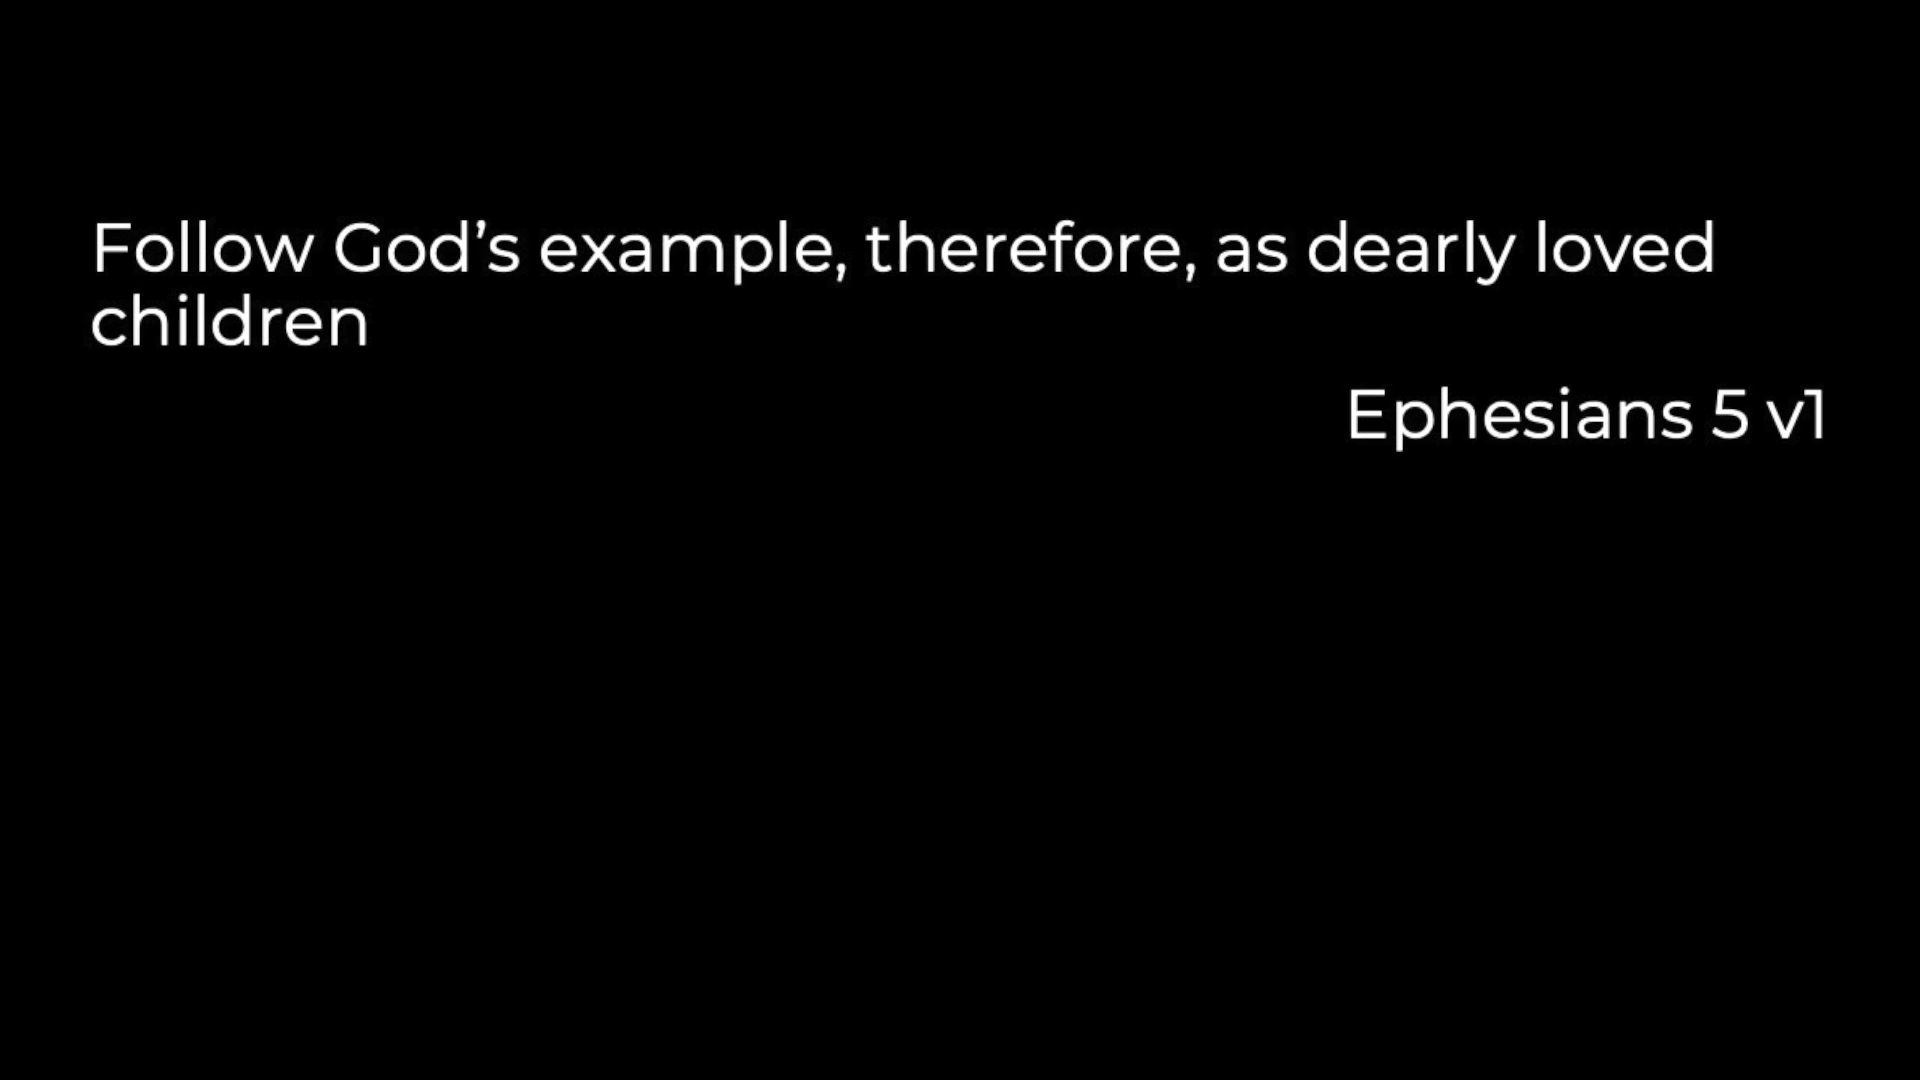 Follow God’s example, therefore, as dearly loved
children
Ephesians 5 v1